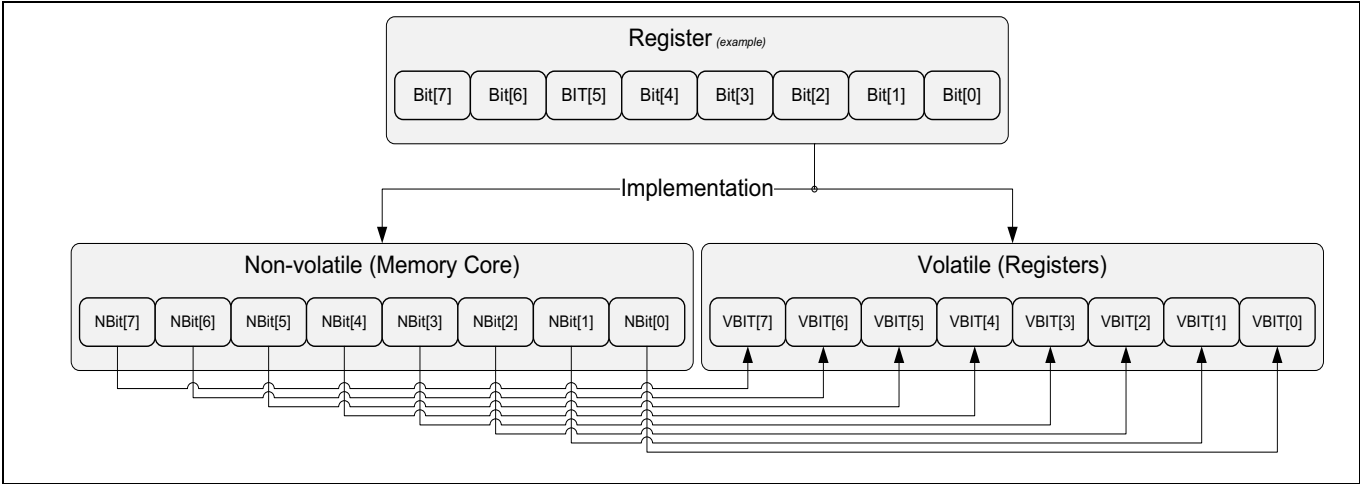 Register (example)
Bit[7] Bit[6] BIT[5] Bit[4] Bit[3] Bit[2] Bit[1] Bit[0]
Implementation
Non-volatile (Memory Core) Volatile (Registers)
NBit[7] NBit[6] NBit[5] NBit[4] NBit[3] NBit[2] NBit[1] NBit[0] VBIT[7] VBIT[6] VBIT[5] VBIT[4] VBIT[3] VBIT[2] VBIT[1] VBIT[0]